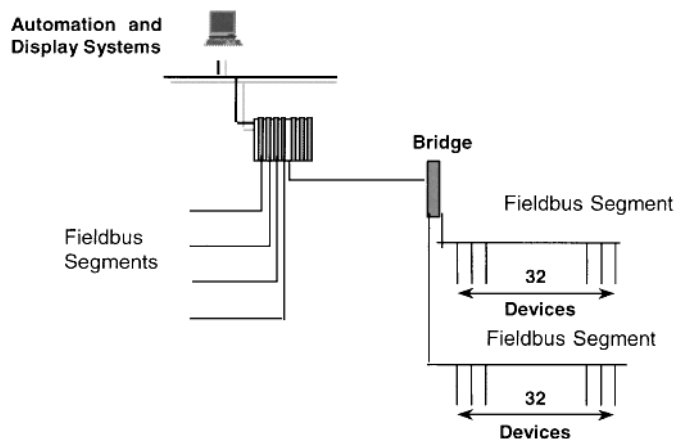 Automation and
Display Systems
Bridge
Fieldbus Segment
Fieldbus
Segments
32
Devices
Fieldbus Segment
32
Devices